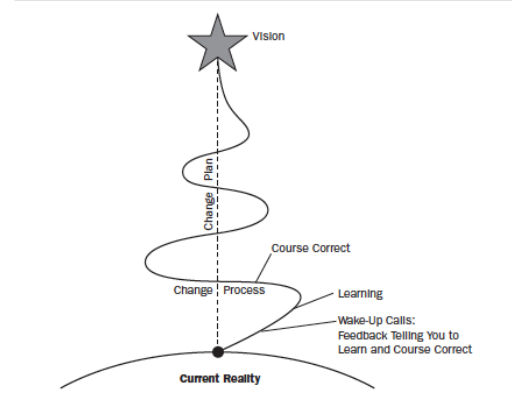 Vision
Change Plan
Course Correct
Change Process
Learning
Wake-Up Calls:
Feedback Telling You to
Learn and Course Correct
Current Reality